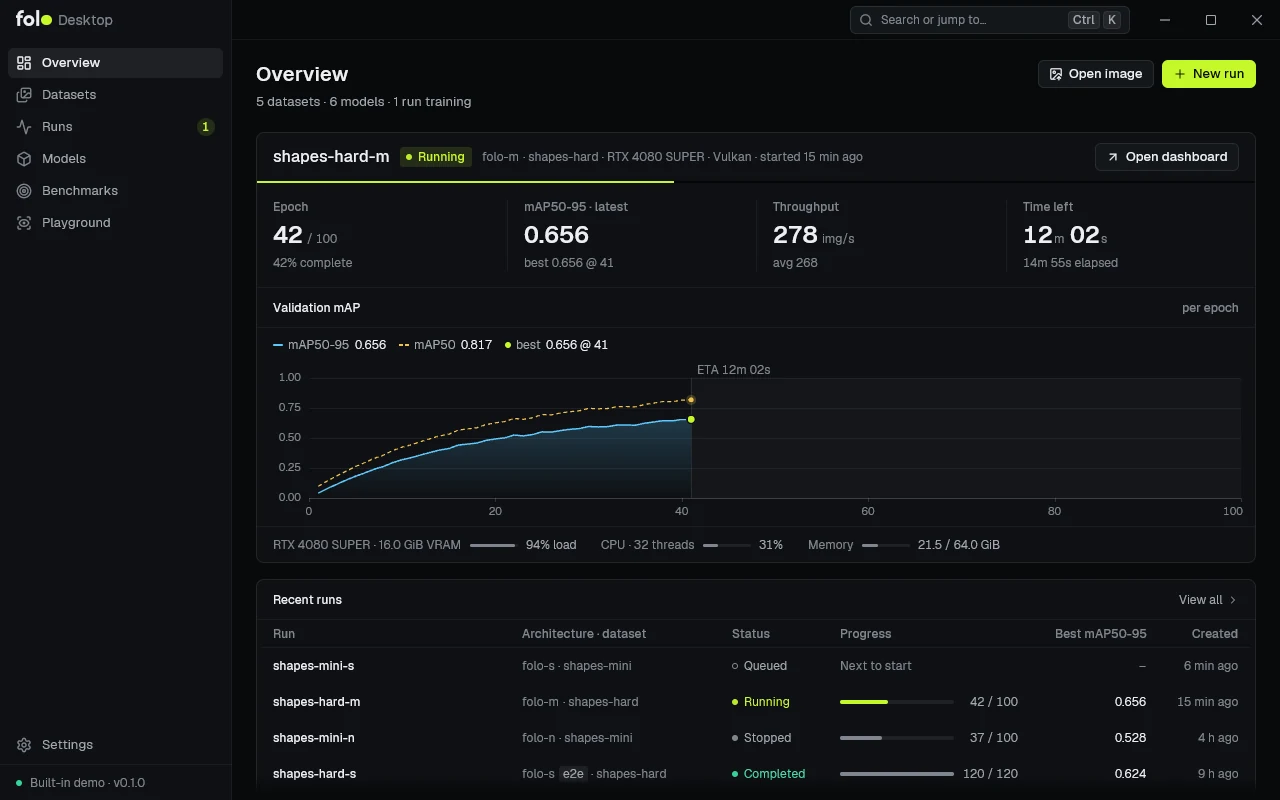 folo Desktop
Search or jump to... Ctrl K
Overview
Datasets
Runs 1
Models
Benchmarks
Playground
Settings
Built-in demo · v0.1.0
Overview
5 datasets · 6 models · 1 run training
Open image
New run
shapes-hard-m Running folo-m · shapes-hard · RTX 4080 SUPER · Vulkan · started 15 min ago
Open dashboard
Epoch
42 / 100
42% complete
mAP50-95 · latest
0.656
best 0.656 @ 41
Throughput
278 img/s
avg 268
Time left
12m 02s
14m 55s elapsed
Validation mAP per epoch
mAP50-95 0.656 mAP50 0.817 best 0.656 @ 41
ETA 12m 02s
1.00
0.75
0.50
0.25
0.00
0 20 40 60 80 100
RTX 4080 SUPER · 16.0 GiB VRAM 94% load CPU · 32 threads 31% Memory 21.5 / 64.0 GiB
Recent runs View all
Run Architecture · dataset Status Progress Best mAP50-95 Created
shapes-mini-s folo-s · shapes-mini Queued Next to start – 6 min ago
shapes-hard-m folo-m · shapes-hard Running 42 / 100 0.656 15 min ago
shapes-mini-n folo-n · shapes-mini Stopped 37 / 100 0.528 4 h ago
shapes-hard-s folo-s e2e · shapes-hard Completed 120 / 120 0.624 9 h ago